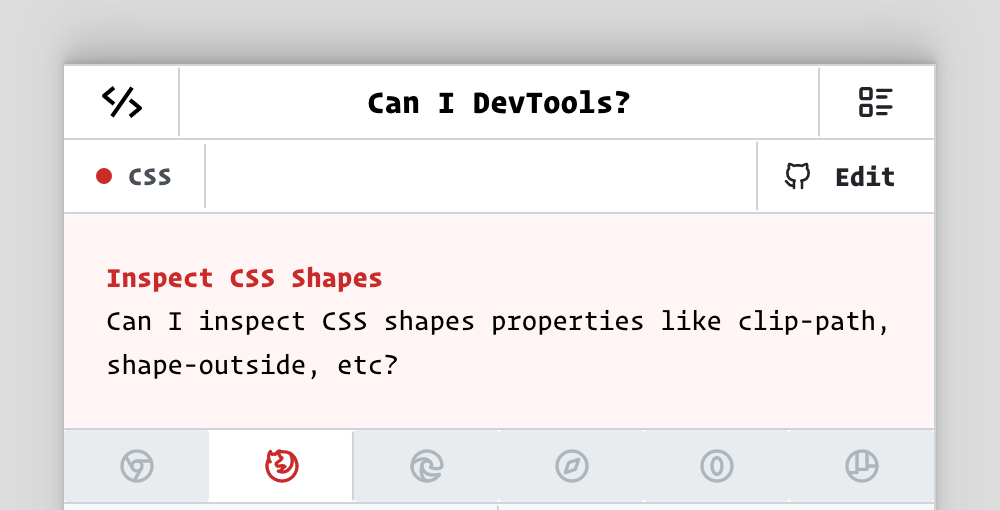 Can I DevTools?
CSS
Edit
Inspect CSS Shapes
Can I inspect CSS shapes properties like clip-path,
shape-outside, etc?